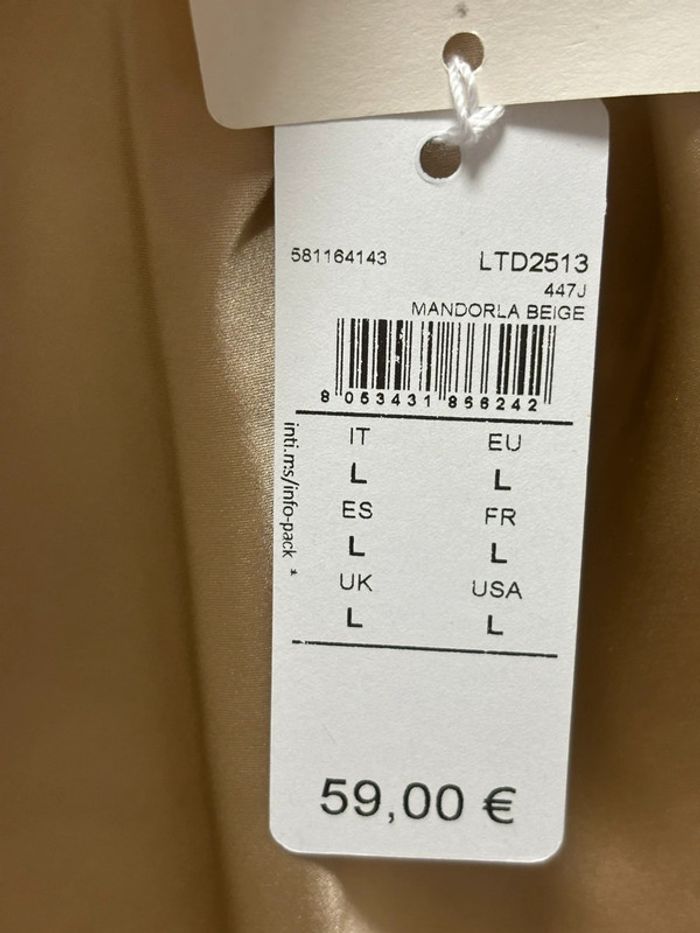 581164143 LTD2513
447J
MANDORLA BEIGE
8 053431 866242
inti.ms/info-pack *
IT EU
L L
ES FR
L L
UK USA
L L
59,00 €